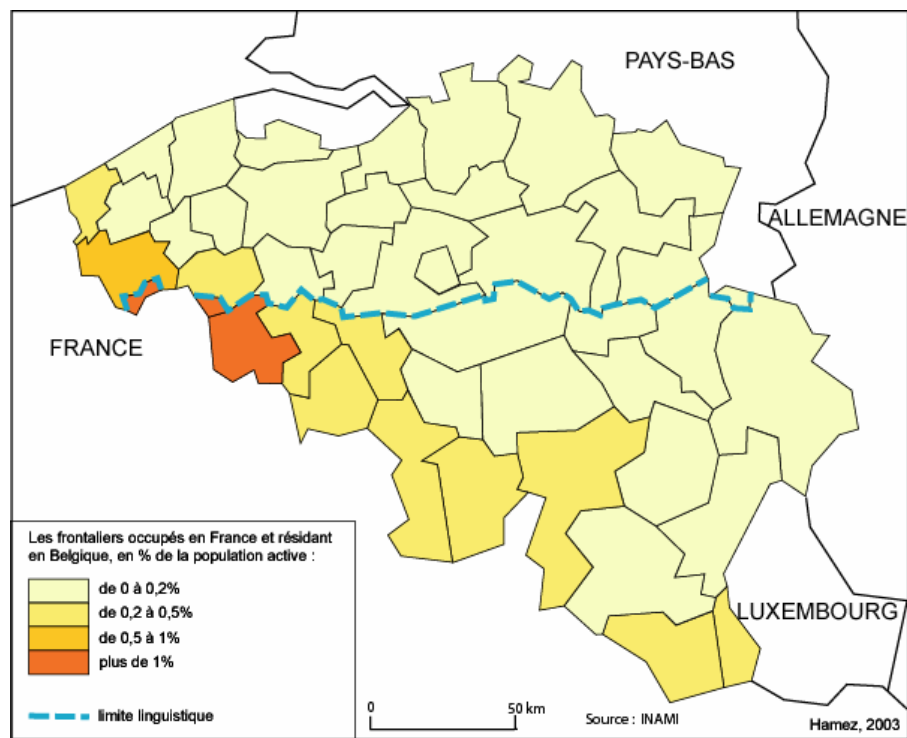 PAYS-BAS
ALLEMAGNE
FRANCE
LUXEMBOURG
Les frontaliers occupés en France et résidant
en Belgique, en % de la population active :
de 0 à 0,2%
de 0,2 à 0,5%
de 0,5 à 1%
plus de 1%
limite linguistique
0 50 km
Source : INAMI
Hamez, 2003